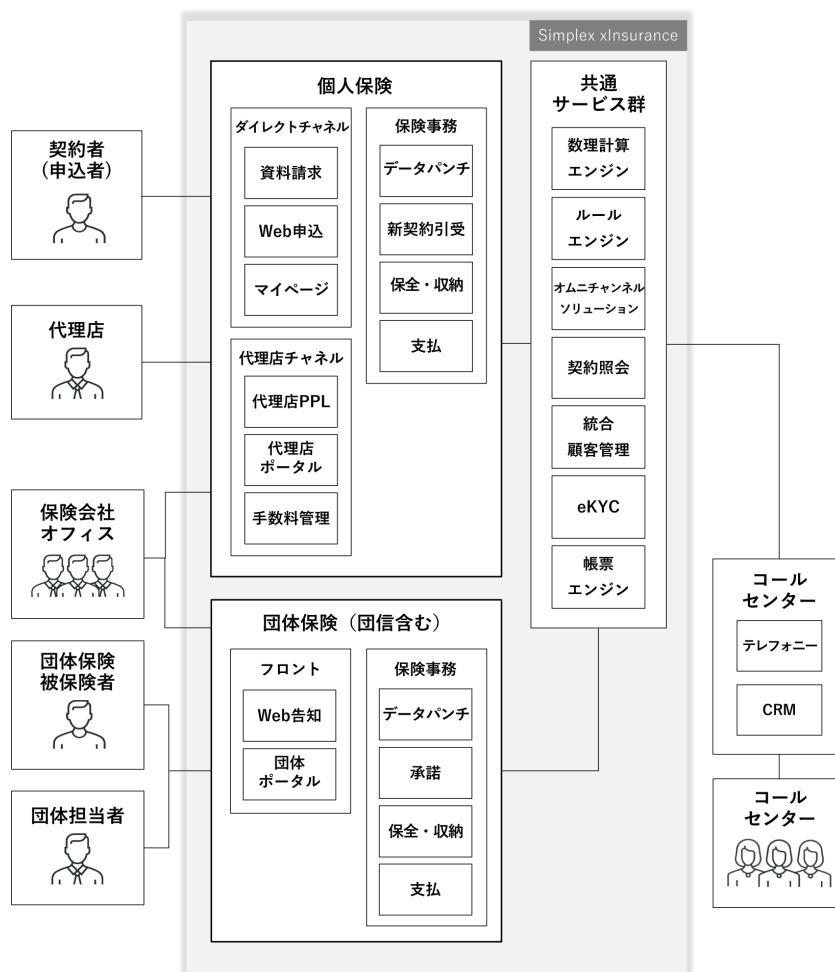 Simplex xInsurance
契約者
（申込者）
代理店
保険会社
オフィス
団体保険
被保険者
団体担当者
個人保険
ダイレクトチャネル
資料請求
Web申込
マイページ
代理店チャネル
代理店PPL
代理店
ポータル
手数料管理
保険事務
データパンチ
新契約引受
保全・収納
支払
団体保険（団信含む）
フロント
Web告知
団体
ポータル
保険事務
データパンチ
承諾
保全・収納
支払
共通
サービス群
数理計算
エンジン
ルール
エンジン
オムニチャンネル
ソリューション
契約照会
統合
顧客管理
eKYC
帳票
エンジン
コール
センター
テレフォニー
CRM
コール
センター